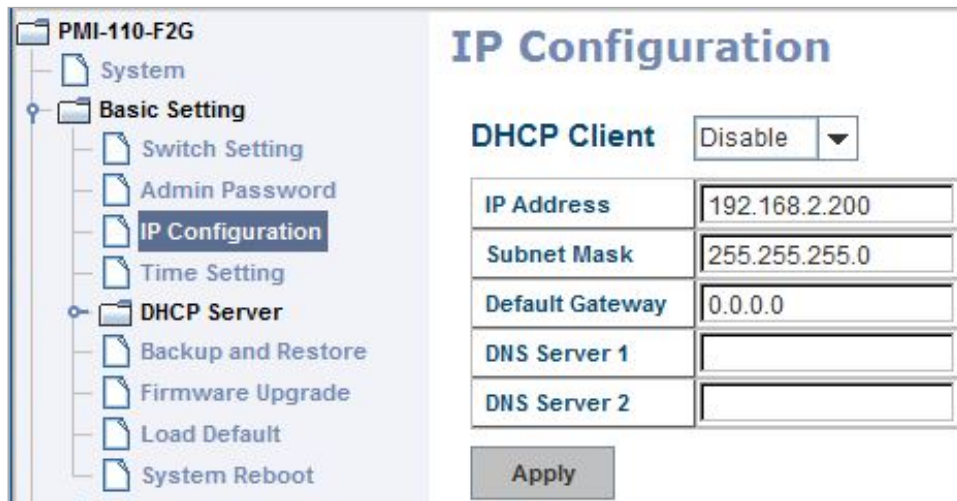 PMI-110-F2G
System
Basic Setting
Switch Setting
Admin Password
IP Configuration
Time Setting
DHCP Server
Backup and Restore
Firmware Upgrade
Load Default
System Reboot
IP Configuration
DHCP Client Disable
IP Address 192.168.2.200
Subnet Mask 255.255.255.0
Default Gateway 0.0.0.0
DNS Server 1
DNS Server 2
Apply